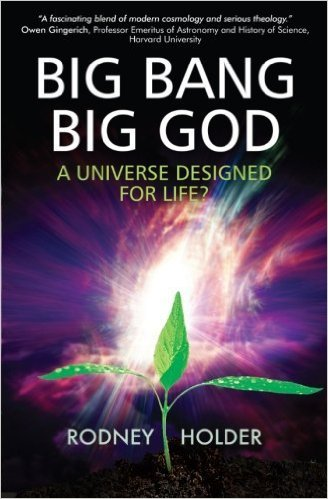 "A fascinating blend of modern cosmology and serious theology."
Owen Gingerich, Professor Emeritus of Astronomy and History of Science,
Harvard University
BIG BANG
BIG GOD
A UNIVERSE DESIGNED
FOR LIFE?
RODNEY HOLDER